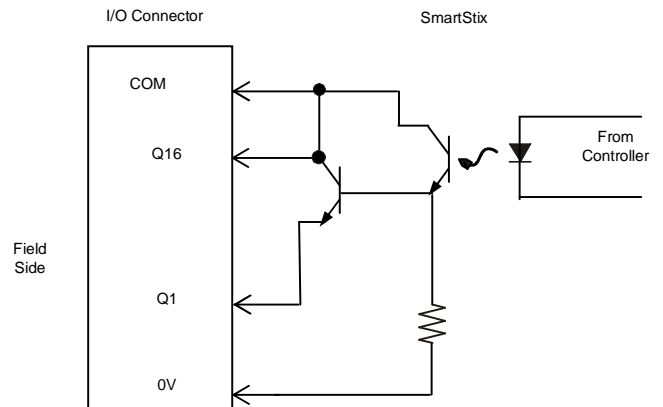 I/O Connector
SmartStix
COM
Q16
From
Controller
Field
Side
Q1
0V